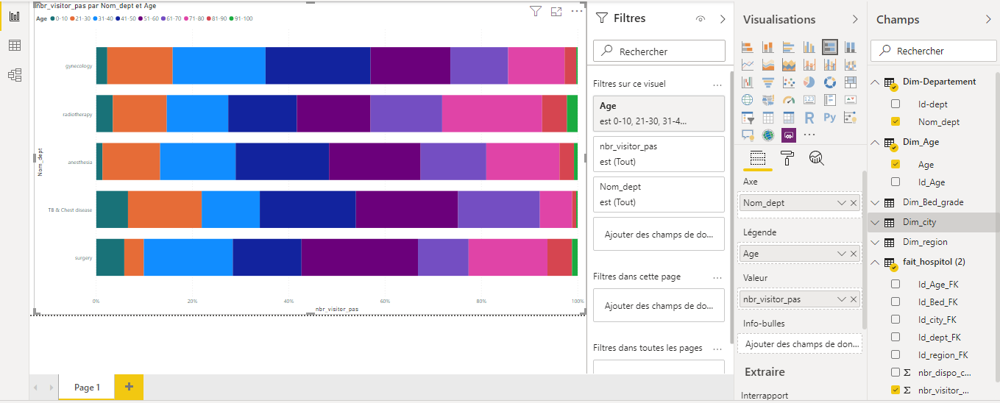 nbr_visitor_pas par Nom_dept et Age
Age 0-10 21-30 31-40 41-50 51-60 61-70 71-80 81-90 91-100
gynecology
radiotherapy
anesthesia
TB & Chest disease
surgery
Nom_dept
0% 20% 40% 60% 80% 100%
nbr_visitor_pas
Page 1
Filtres
Rechercher
Filtres sur ce visuel
Age
est 0-10, 21-30, 31-4...
nbr_visitor_pas
est (Tout)
Nom_dept
est (Tout)
Ajouter des champs de do...
Filtres dans cette page
Ajouter des champs de do...
Filtres dans toutes les pages
Visualisations
123
R Py
Axe
Nom_dept
Légende
Age
Valeur
nbr_visitor_pas
Info-bulles
Ajouter des champs de don...
Extraire
Interrapport
Champs
Rechercher
Dim-Departement
Id-dept
Nom_dept
Dim_Age
Age
Id_Age
Dim_Bed_grade
Dim_city
Dim_region
fait_hospitol (2)
Id_Age_FK
Id_Bed_FK
Id_city_FK
Id_dept_FK
Id_region_FK
Σ nbr_dispo_c...
Σ nbr_visitor_...